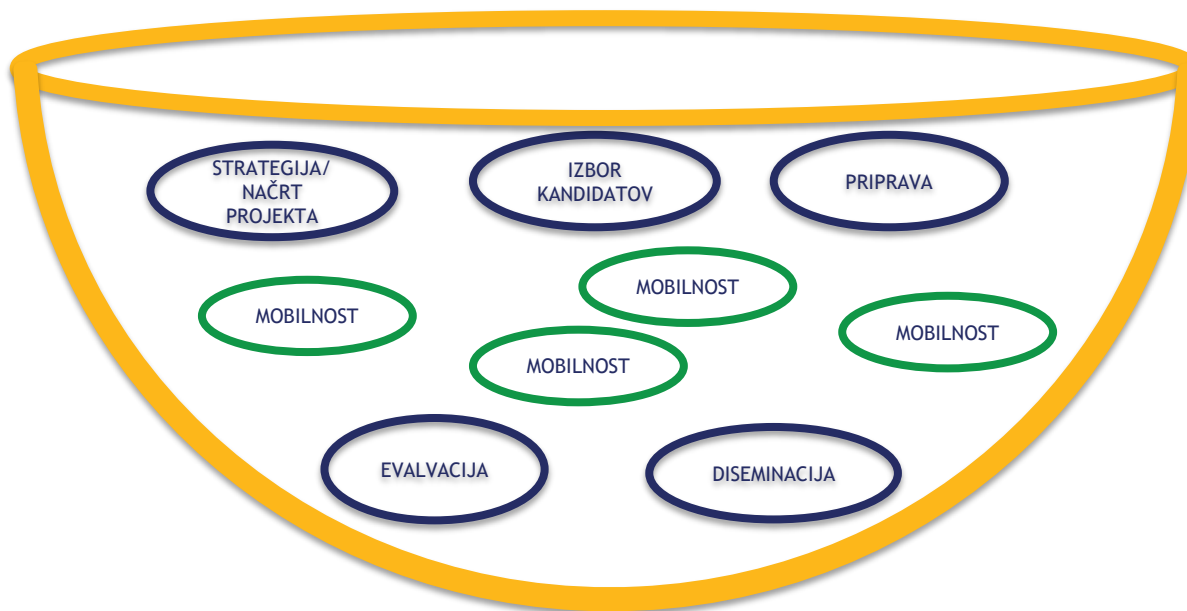 STRATEGIJA/
NAČRT
PROJEKTA
IZBOR
KANDIDATOV
PRIPRAVA
MOBILNOST
MOBILNOST
MOBILNOST
MOBILNOST
EVALVACIJA
DISEMINACIJA